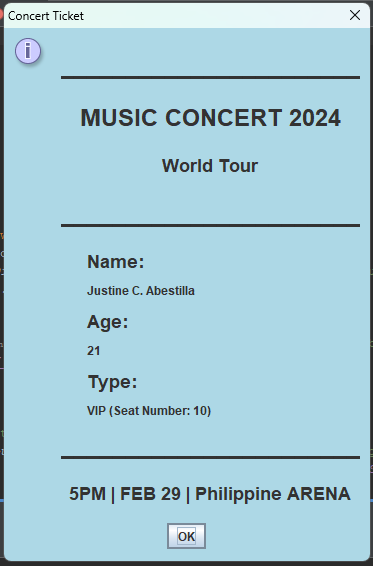 Concert Ticket
MUSIC CONCERT 2024
World Tour
Name:
Justine C. Abestilla
Age:
21
Type:
VIP (Seat Number: 10)
5PM | FEB 29 | Philippine ARENA
OK